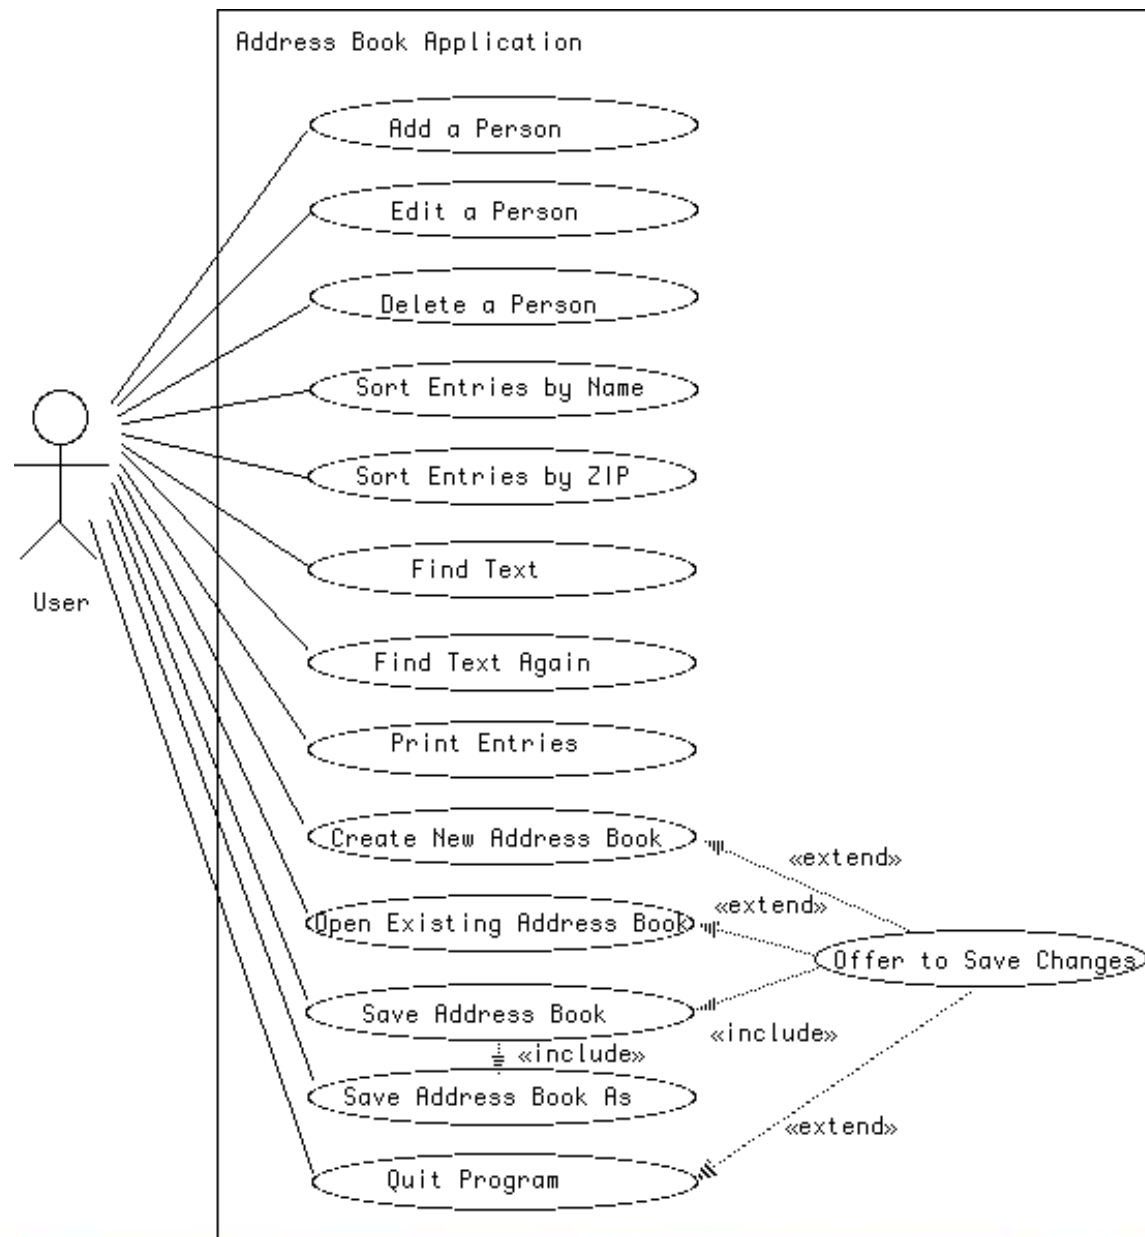 Address Book Application
Add a Person
Edit a Person
Delete a Person
Sort Entries by Name
Sort Entries by ZIP
User
Find Text
Find Text Again
Print Entries
Create New Address Book
«extend»
«extend»
Open Existing Address Book
Offer to Save Changes
Save Address Book
«include»
«include»
Save Address Book As
«extend»
Quit Program